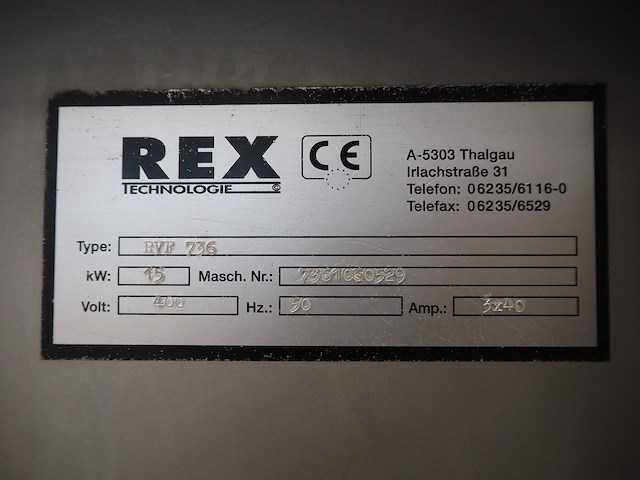 REX
TECHNOLOGIE ©
CE
A-5303 Thalgau
Irlachstraße 31
Telefon: 06235/6116-0
Telefax: 06235/6529
Type: RVF 736
kW: 15 Masch. Nr.: 7361060529
Volt: 400 Hz.: 50 Amp.: 3x40